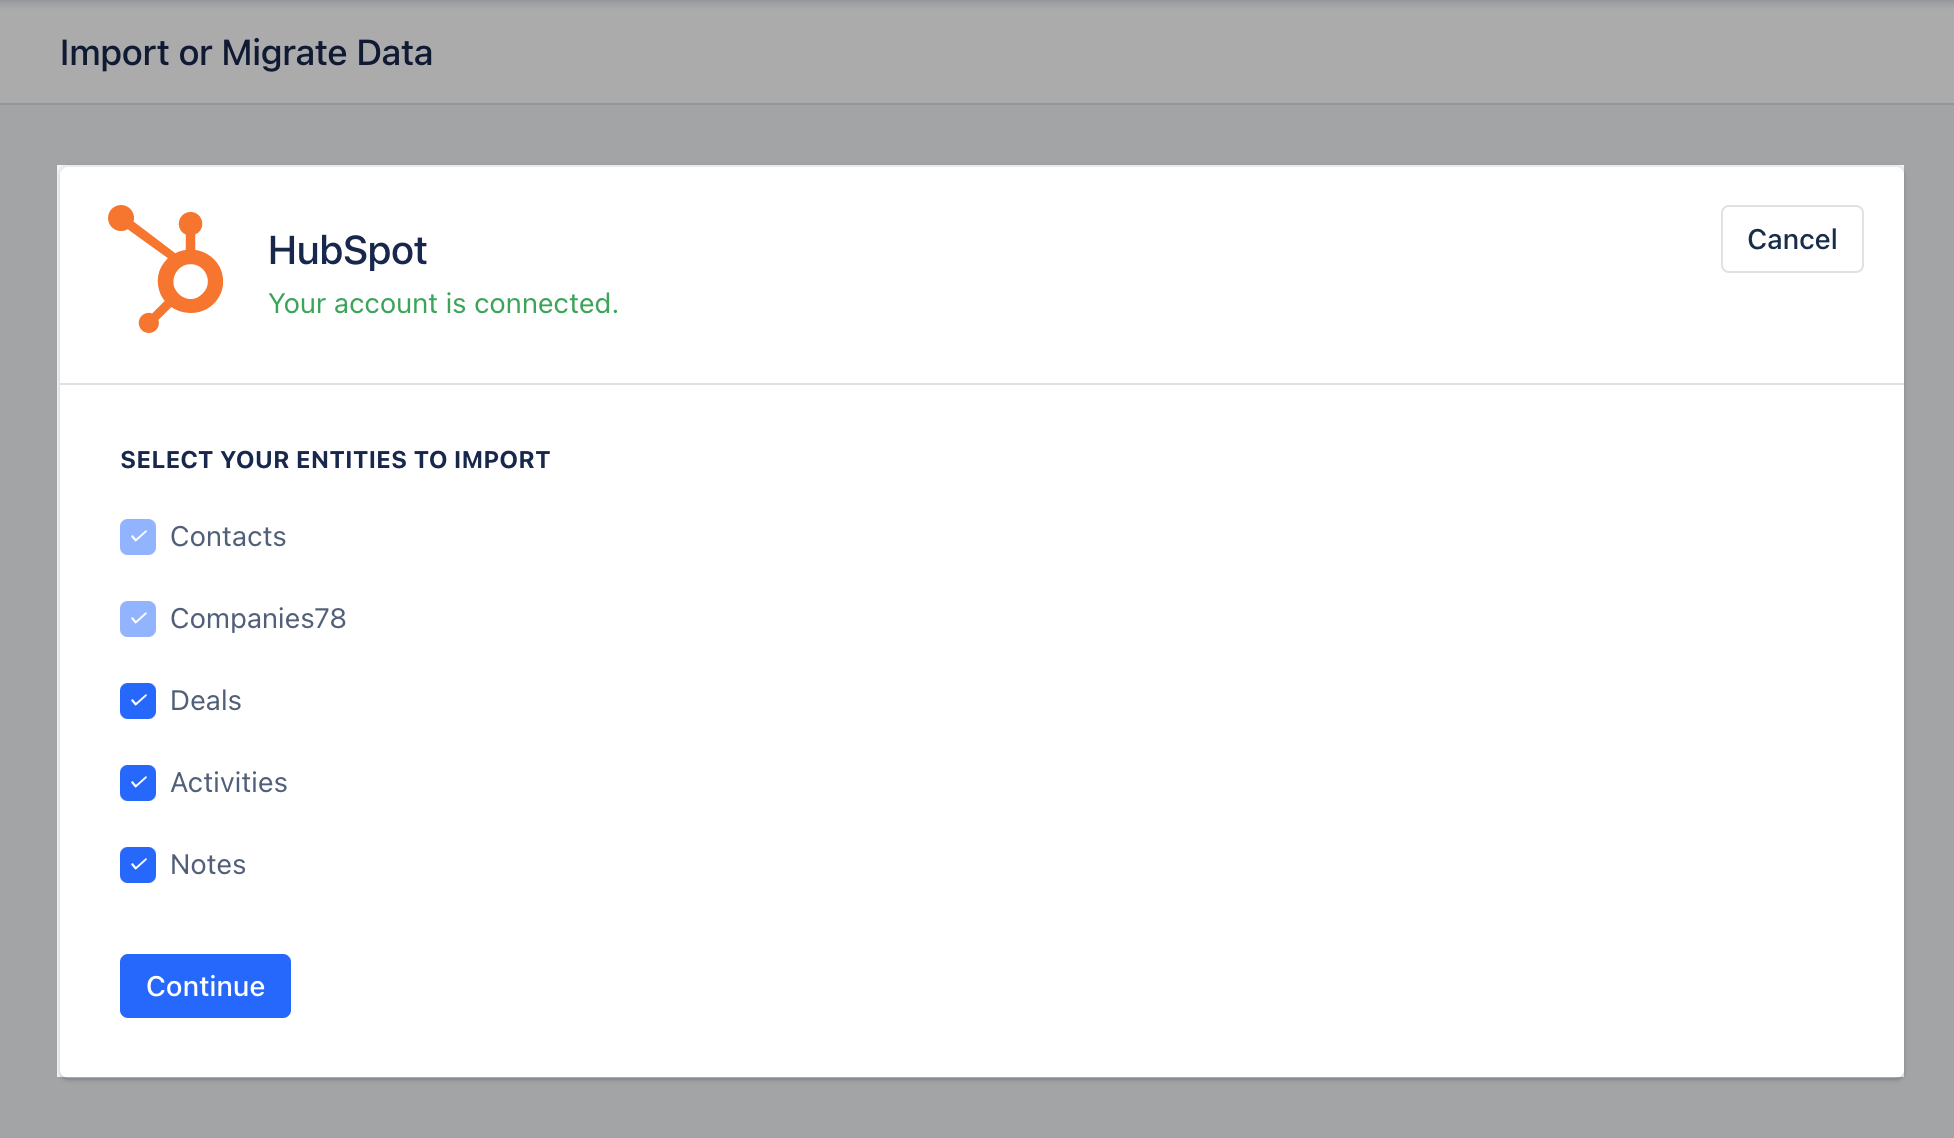 Import or Migrate Data
HubSpot
Cancel
Your account is connected.
SELECT YOUR ENTITIES TO IMPORT
Contacts
Companies78
Deals
Activities
Notes
Continue